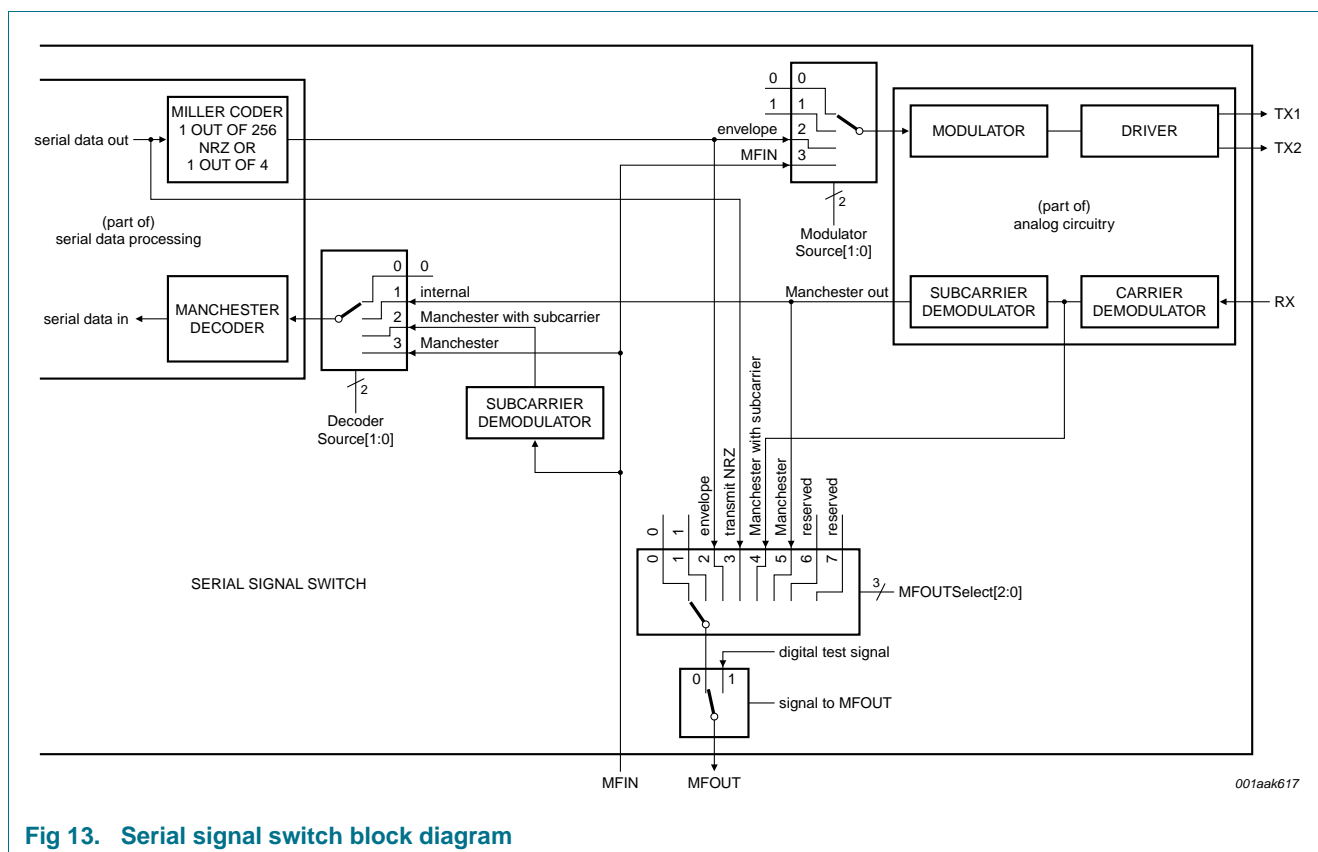 serial data out
MILLER CODER
1 OUT OF 256
NRZ OR
1 OUT OF 4
(part of)
serial data processing
MANCHESTER
DECODER
serial data in
0 0
1 internal
2 Manchester with subcarrier
3 Manchester
2
Decoder
Source[1:0]
SUBCARRIER
DEMODULATOR
envelope
MFIN
0 0
1 1
2
3
2
Modulator
Source[1:0]
MODULATOR
DRIVER
TX1
TX2
(part of)
analog circuitry
Manchester out
SUBCARRIER
DEMODULATOR
CARRIER
DEMODULATOR
RX
0 0
1 1
2 envelope
3 transmit NRZ
4 Manchester with subcarrier
5 Manchester
6 reserved
7 reserved
3
MFOUTSelect[2:0]
SERIAL SIGNAL SWITCH
digital test signal
0 1
signal to MFOUT
MFIN
MFOUT
001aak617
Fig 13. Serial signal switch block diagram